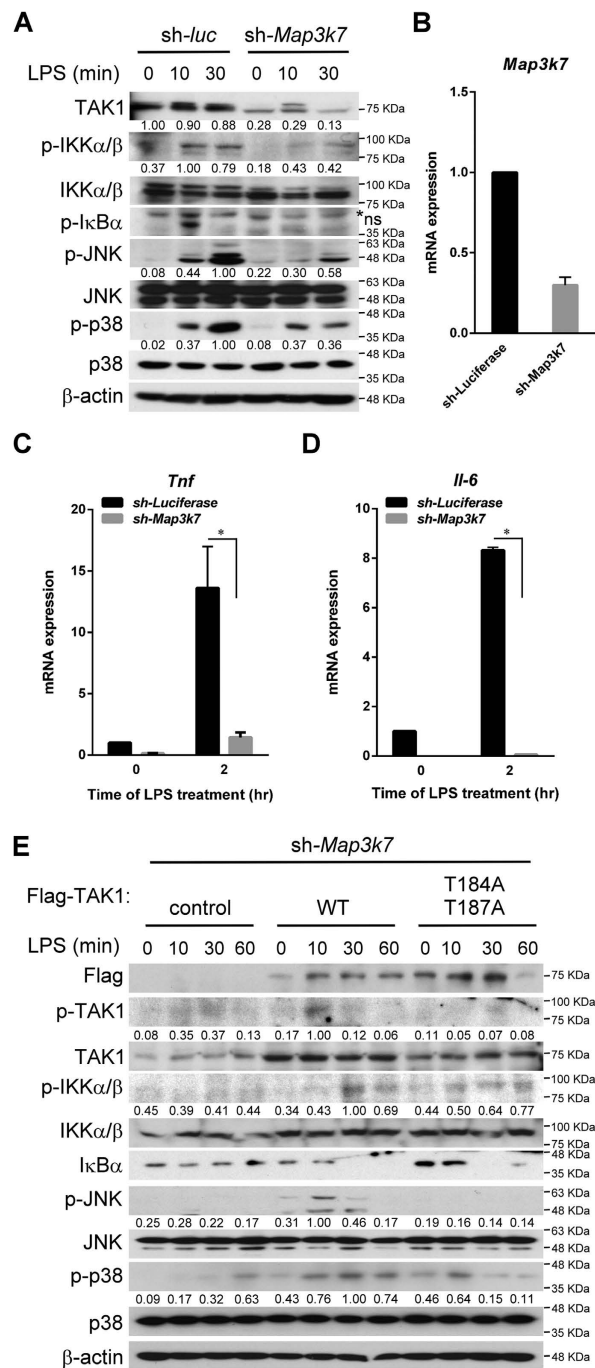 A
sh-luc sh-Map3k7
LPS (min) 0 10 30 0 10 30
TAK1 75 KDa
1.00 0.90 0.88 0.28 0.29 0.13
p-IKKα/β 100 KDa
75 KDa
0.37 1.00 0.79 0.18 0.43 0.42
IKKα/β 100 KDa
75 KDa
p-IκBα *ns
35 KDa
p-JNK 63 KDa
48 KDa
0.08 0.44 1.00 0.22 0.30 0.58
JNK 63 KDa
48 KDa
p-p38 48 KDa
35 KDa
0.02 0.37 1.00 0.08 0.37 0.36
p38 48 KDa
35 KDa
β-actin 48 KDa
B
Map3k7
mRNA expression
1.5
1.0
0.5
0.0
sh-Luciferase
sh-Map3k7
C
Tnf
sh-Luciferase
sh-Map3k7
mRNA expression
20
15
10
5
0
*
0 2
Time of LPS treatment (hr)
D
Il-6
sh-Luciferase
sh-Map3k7
mRNA expression
10
8
6
4
2
0
*
0 2
Time of LPS treatment (hr)
E
sh-Map3k7
Flag-TAK1: control WT T184A
T187A
LPS (min) 0 10 30 60 0 10 30 60 0 10 30 60
Flag 75 KDa
p-TAK1 100 KDa
75 KDa
0.08 0.35 0.37 0.13 0.17 1.00 0.12 0.06 0.11 0.05 0.07 0.08
TAK1 75 KDa
p-IKKα/β 100 KDa
75 KDa
0.45 0.39 0.41 0.44 0.34 0.43 1.00 0.69 0.44 0.50 0.64 0.77
IKKα/β 100 KDa
75 KDa
IκBα 48 KDa
35 KDa
p-JNK 63 KDa
48 KDa
0.25 0.28 0.22 0.17 0.31 1.00 0.46 0.17 0.19 0.16 0.14 0.14
JNK 63 KDa
48 KDa
p-p38 48 KDa
35 KDa
0.09 0.17 0.32 0.63 0.43 0.76 1.00 0.74 0.46 0.64 0.15 0.11
p38 48 KDa
35 KDa
β-actin 48 KDa